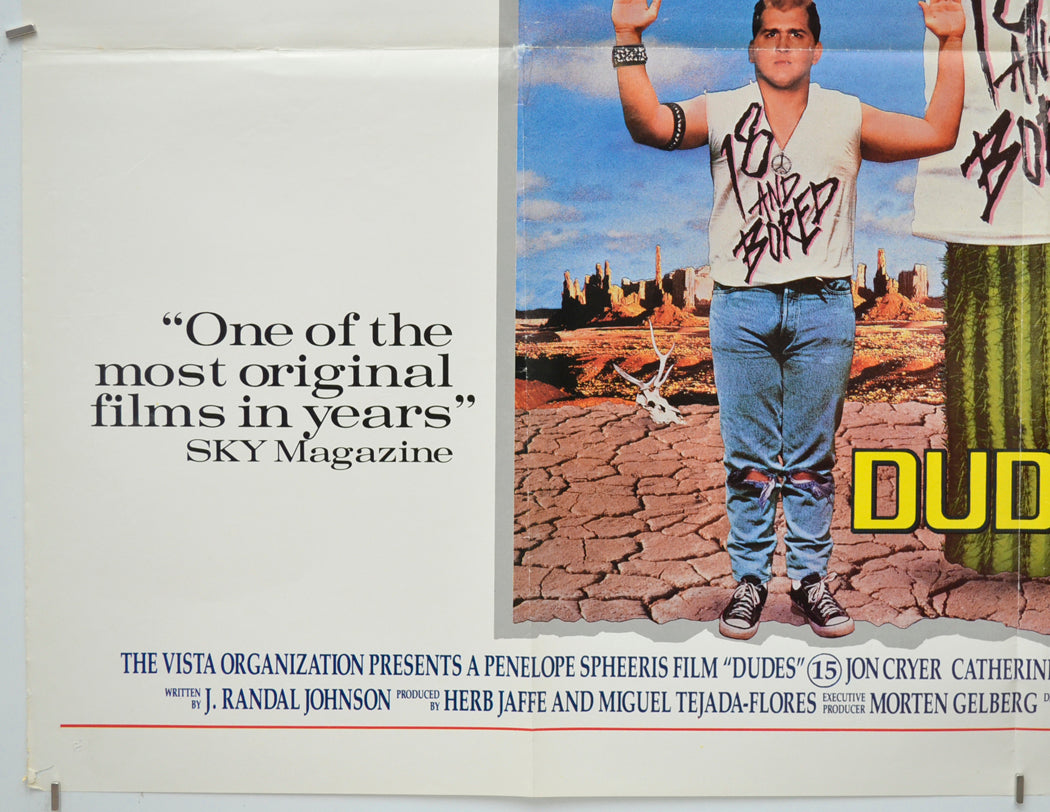 18
AND
BORED
“One of the
most original
films in years”
SKY Magazine
DUD
THE VISTA ORGANIZATION PRESENTS A PENELOPE SPHEERIS FILM “DUDES” 15 JON CRYER CATHERINE
WRITTEN BY J. RANDAL JOHNSON PRODUCED BY HERB JAFFE AND MIGUEL TEJADA-FLORES EXECUTIVE PRODUCER MORTEN GELBERG